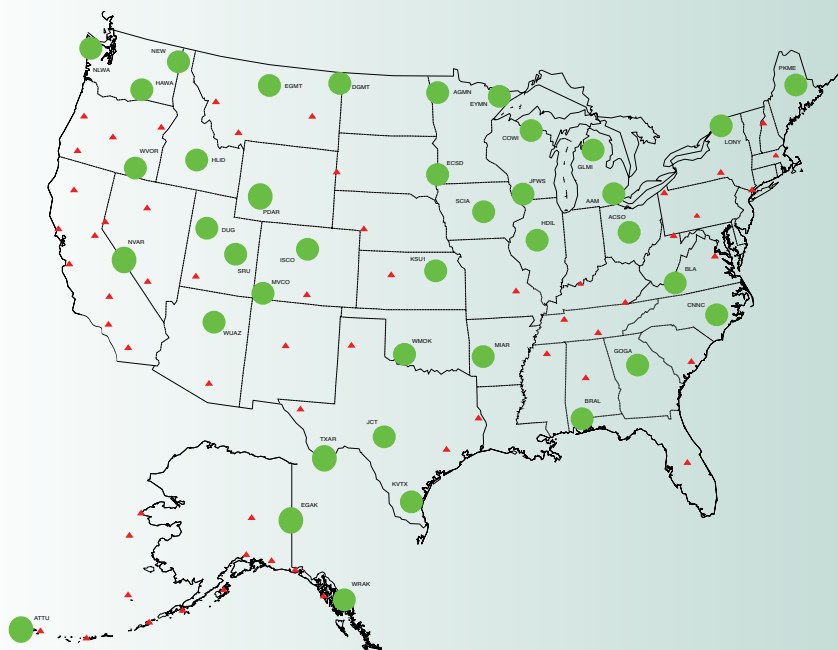 NEW
PKME
NLWA
HAWA
EGMT
DGMT
AGMN
EYMN
COWI
LONY
WVOR
HLID
ECSD
GLMI
JFWS
AAM
PDAR
SCIA
HDIL
ACSO
DUG
NVAR
SRU
ISCO
KSU1
BLA
MVCO
CNNC
WUAZ
WMOK
MIAR
GOGA
BRAL
JCT
TXAR
KVTX
EGAK
WRAK
ATTU